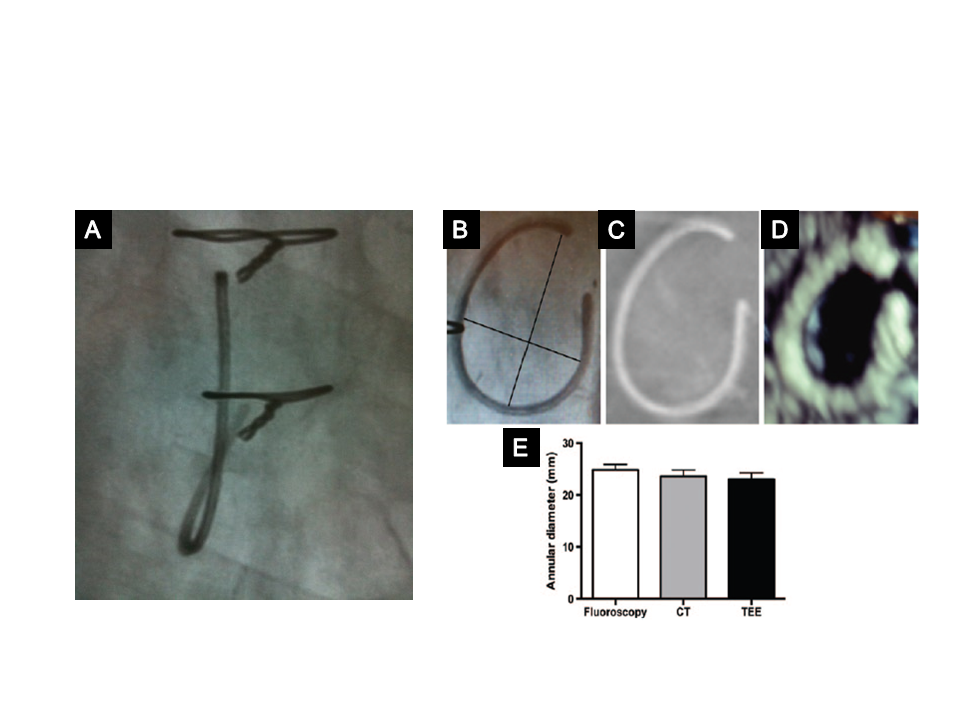 A
B
C
D
E
Annular diameter (mm)
30
20
10
0
Fluoroscopy
CT
TEE